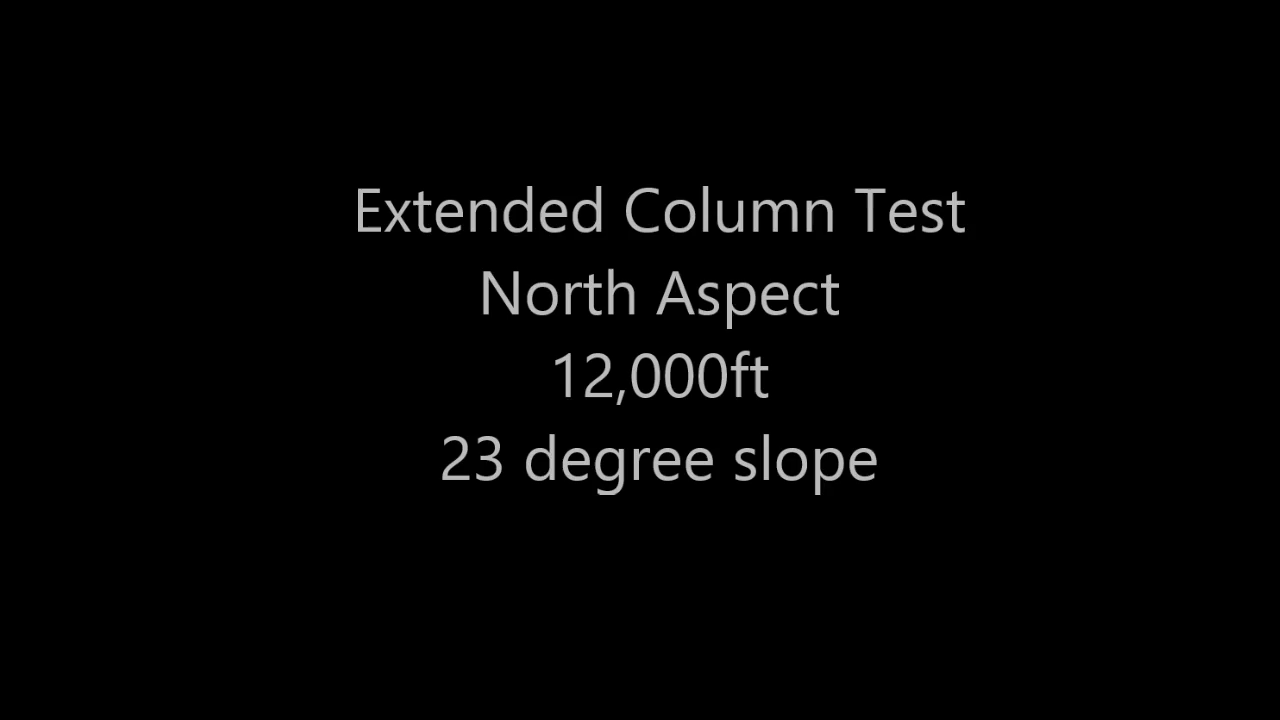 Extended Column Test
North Aspect
12,000ft
23 degree slope